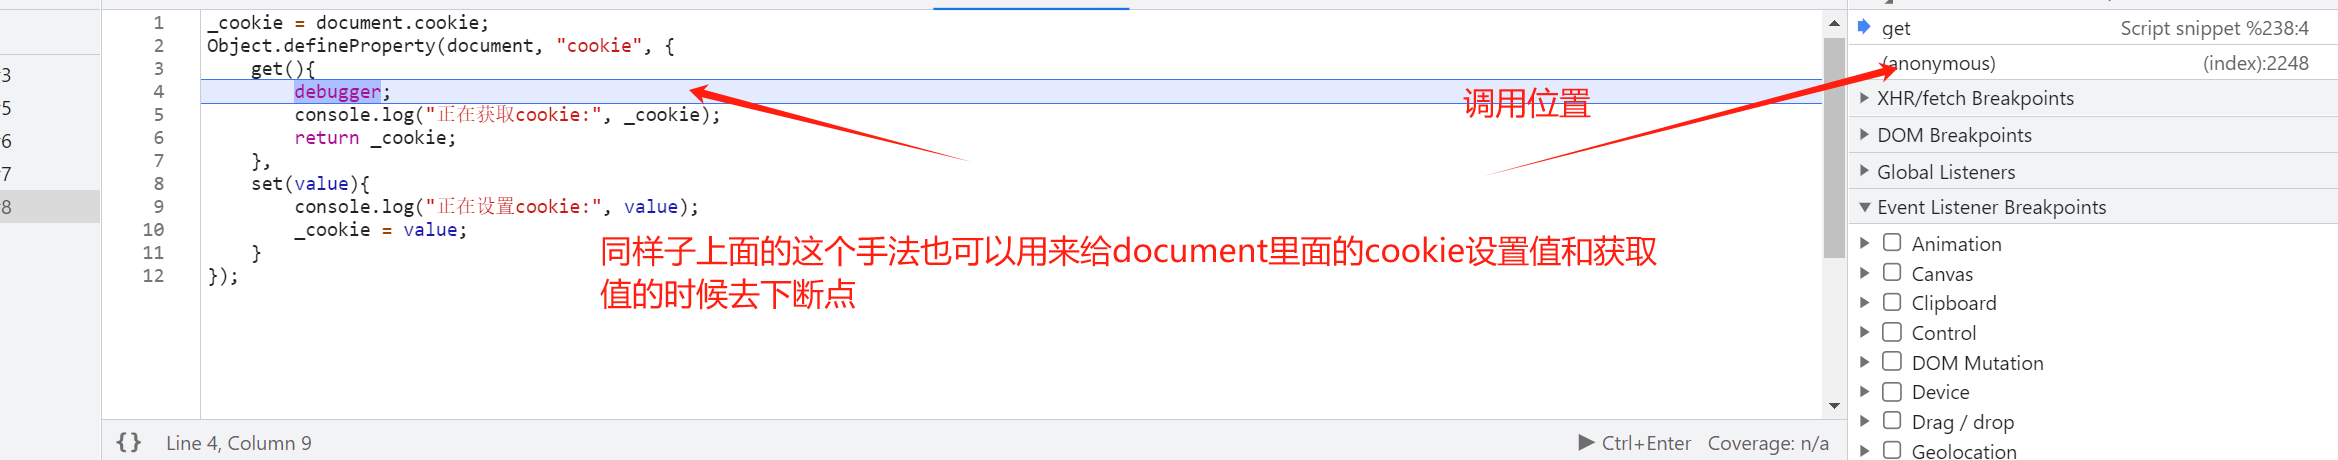 1 _cookie = document.cookie;
2 Object.defineProperty(document, "cookie", {
3 get(){
4 debugger;
5 console.log("正在获取cookie:", _cookie);
6 return _cookie;
7 },
8 set(value){
9 console.log("正在设置cookie:", value);
10 _cookie = value;
11 }
12 });
调用位置
同样子上面的这个手法也可以用来给document里面的cookie设置值和获取
值的时候去下断点
3
5
6
7
8
{} Line 4, Column 9
Ctrl+Enter Coverage: n/a
get Script snippet %238:4
(anonymous) (index):2248
XHR/fetch Breakpoints
DOM Breakpoints
Global Listeners
Event Listener Breakpoints
Animation
Canvas
Clipboard
Control
DOM Mutation
Device
Drag / drop
Geolocation